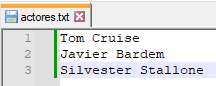 actores.txt
1 Tom Cruise
2 Javier Bardem
3 Silvester Stallone